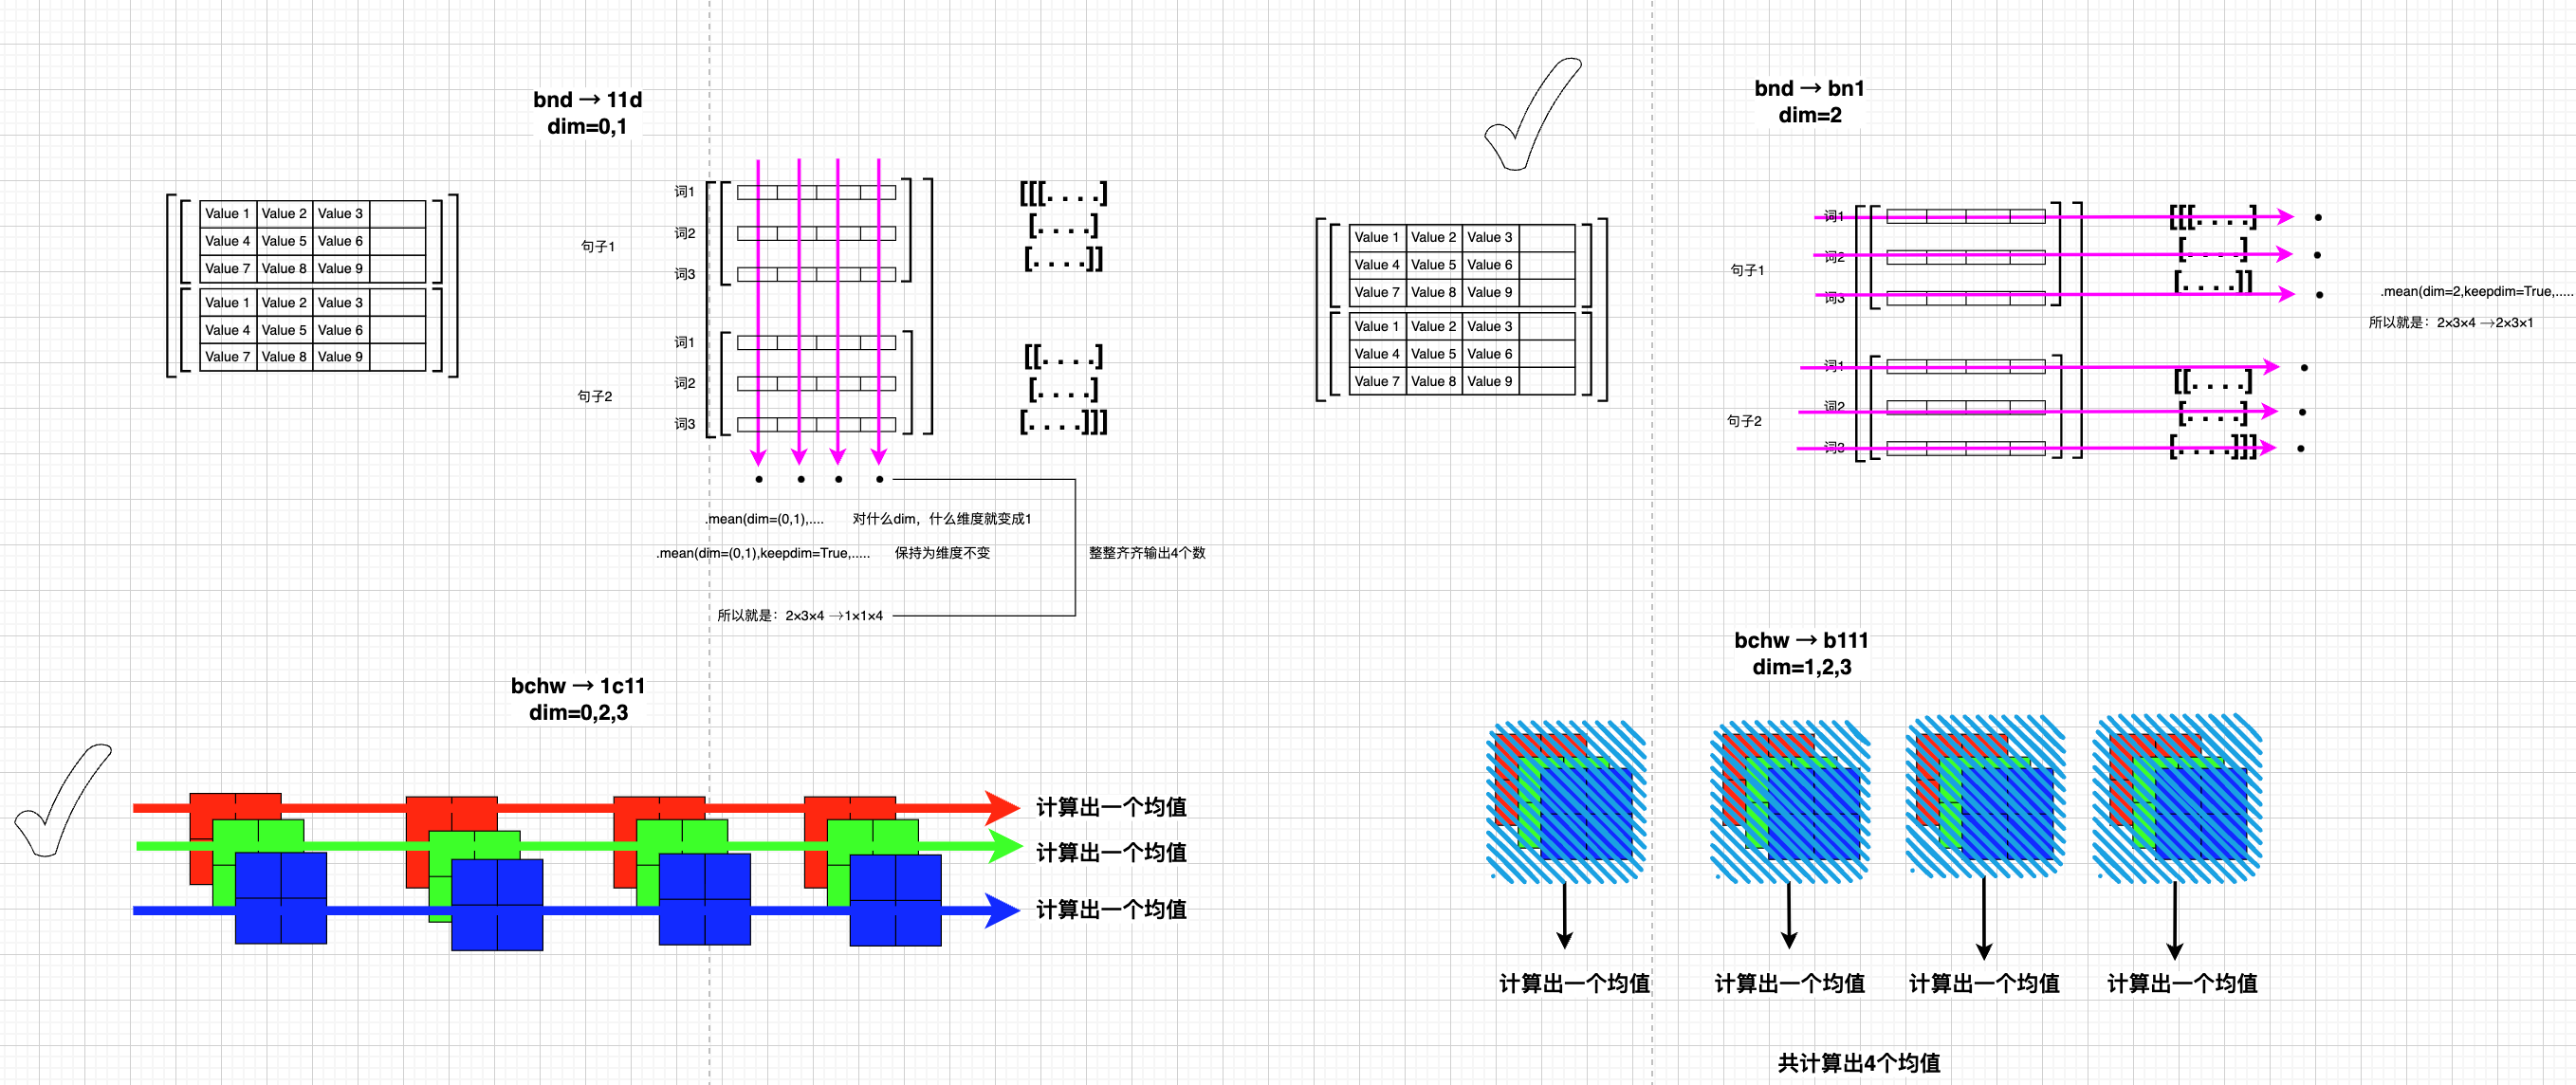 bnd → 11d
dim=0,1
Value 1 Value 2 Value 3
Value 4 Value 5 Value 6
Value 7 Value 8 Value 9
Value 1 Value 2 Value 3
Value 4 Value 5 Value 6
Value 7 Value 8 Value 9
句子1
词1
词2
词3
句子2
词1
词2
词3
[[[. . . .]
[. . . .]
[. . . .]]
[[. . . .]
[. . . .]
[. . . .]]]
.mean(dim=(0,1),.... 对什么dim，什么维度就变成1
.mean(dim=(0,1),keepdim=True,..... 保持为维度不变
整整齐齐输出4个数
所以就是：2×3×4 →1×1×4
bnd → bn1
dim=2
Value 1 Value 2 Value 3
Value 4 Value 5 Value 6
Value 7 Value 8 Value 9
Value 1 Value 2 Value 3
Value 4 Value 5 Value 6
Value 7 Value 8 Value 9
句子1
词1
词2
词3
句子2
词1
词2
词3
[[[. . . .]
[. . . .]
[. . . .]]
[[. . . .]
[. . . .]
[. . . .]]]
.mean(dim=2,keepdim=True,.....
所以就是：2×3×4 →2×3×1
bchw → 1c11
dim=0,2,3
计算出一个均值
计算出一个均值
计算出一个均值
bchw → b111
dim=1,2,3
计算出一个均值 计算出一个均值 计算出一个均值 计算出一个均值
共计算出4个均值